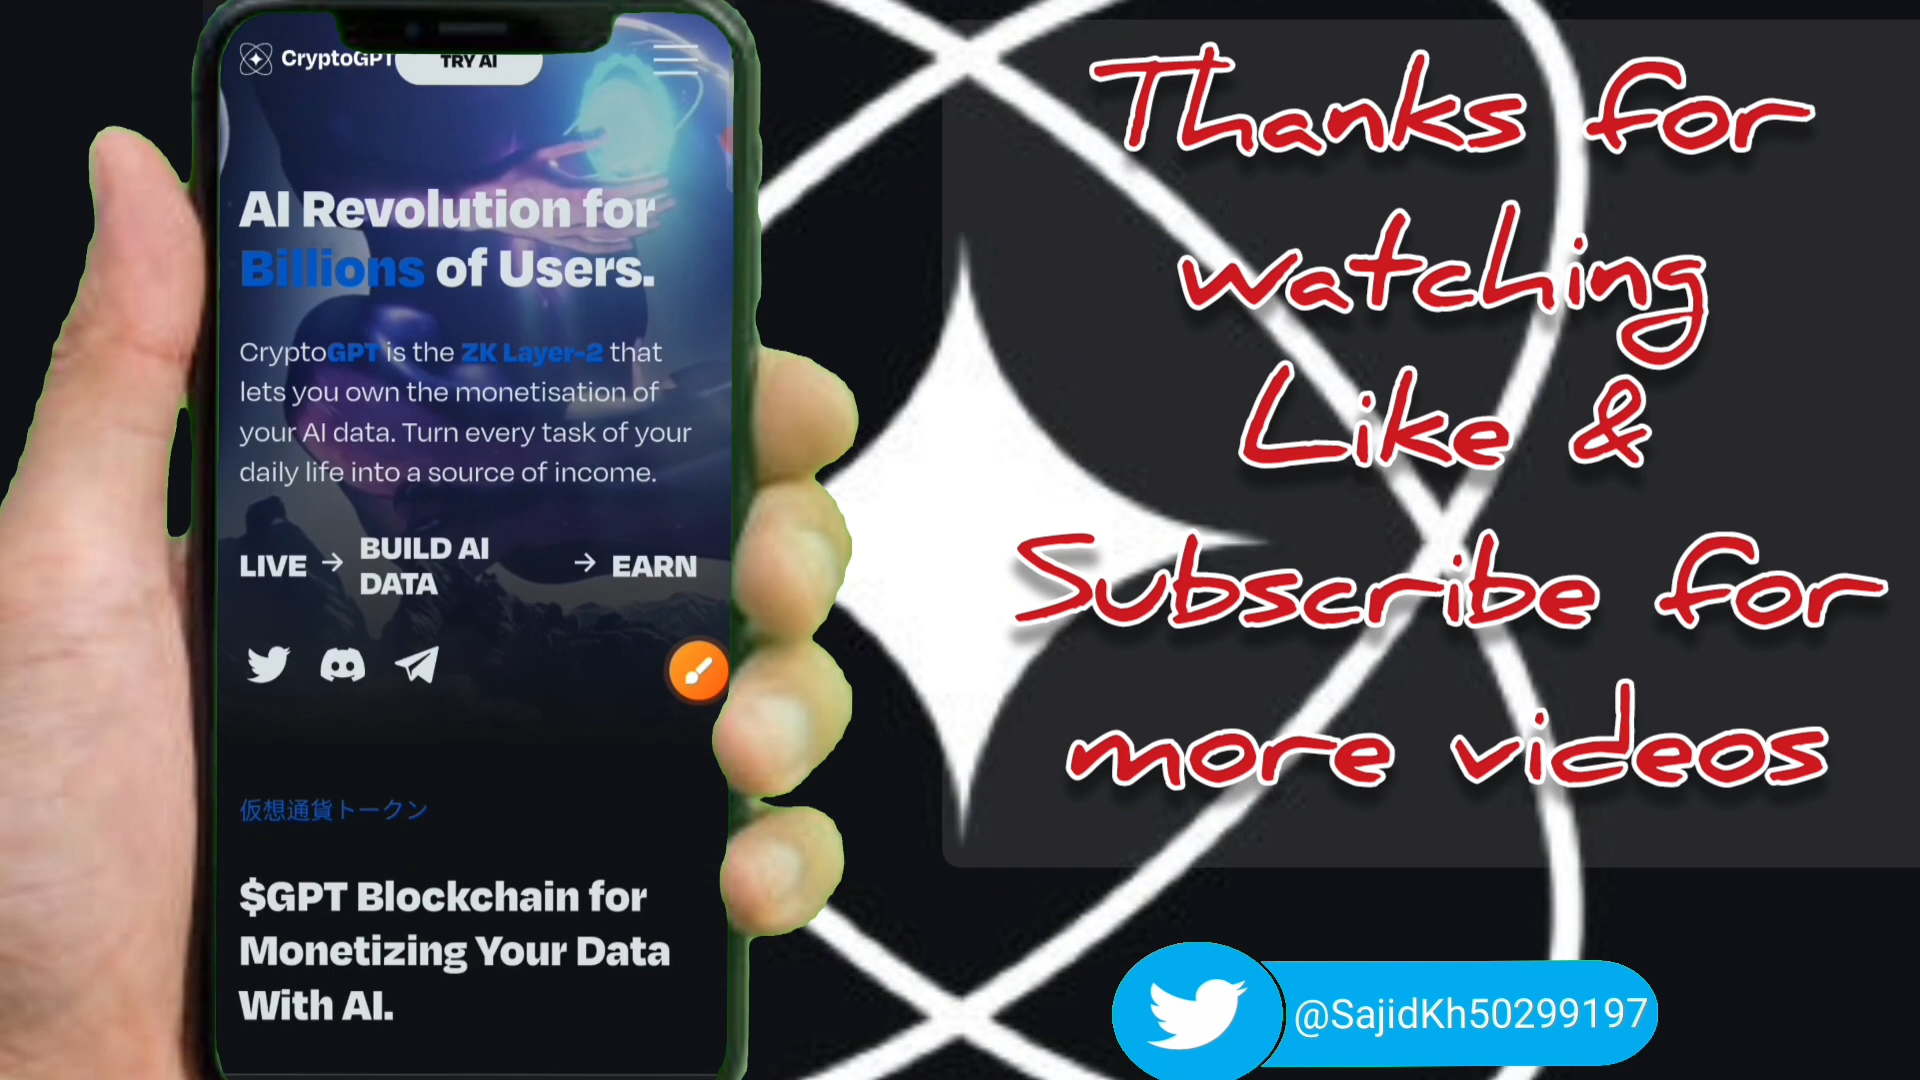 CryptoGPT
TRY AI
AI Revolution for
Billions of Users.
CryptoGPT is the ZK Layer-2 that
lets you own the monetisation of
your AI data. Turn every task of your
daily life into a source of income.
LIVE → BUILD AI DATA → EARN
仮想通貨トークン
$GPT Blockchain for
Monetizing Your Data
With AI.
Thanks for
watching
Like &
Subscribe for
more videos
@SajidKh50299197